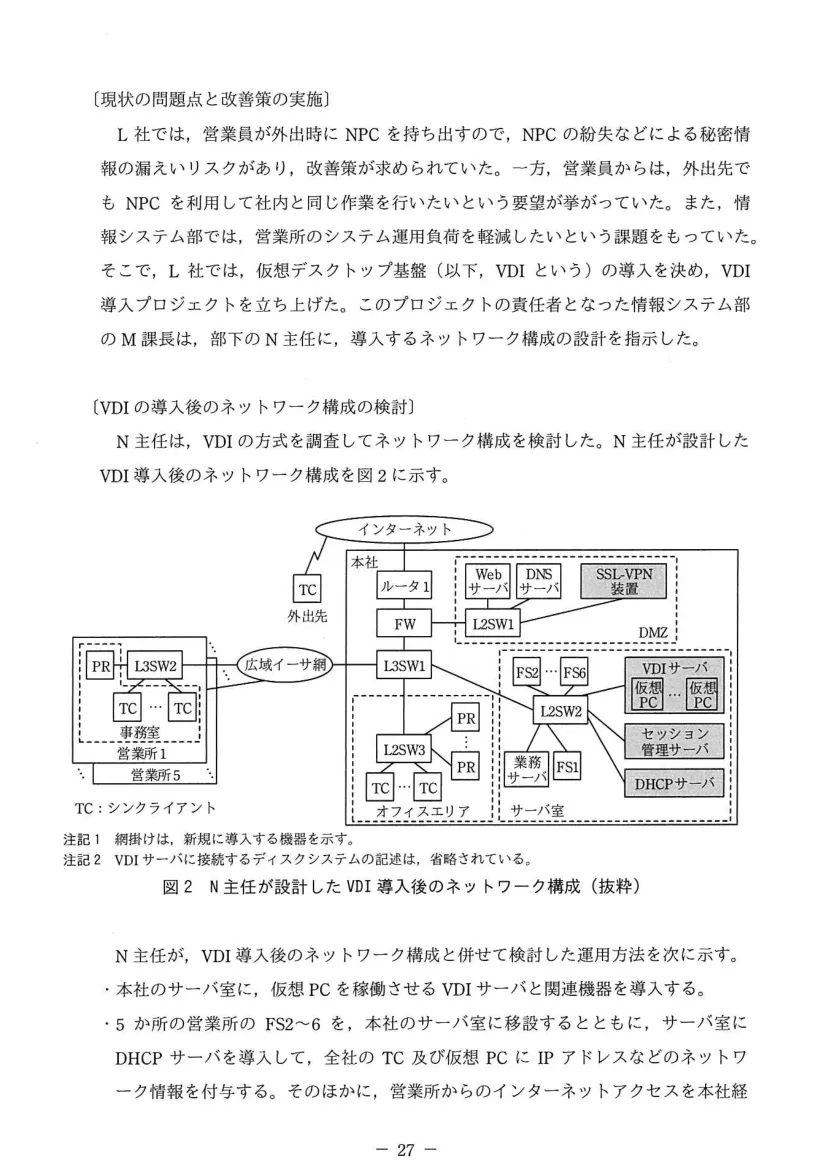 〔現状の問題点と改善策の実施〕
L 社では，営業員が外出時に NPC を持ち出すので，NPC の紛失などによる秘密情
報の漏えいリスクがあり，改善策が求められていた。一方，営業員からは，外出先で
も NPC を利用して社内と同じ作業を行いたいという要望が挙がっていた。また，情
報システム部では，営業所のシステム運用負荷を軽減したいという課題をもっていた。
そこで，L 社では，仮想デスクトップ基盤（以下，VDI という）の導入を決め，VDI
導入プロジェクトを立ち上げた。このプロジェクトの責任者となった情報システム部
の M 課長は，部下の N 主任に，導入するネットワーク構成の設計を指示した。
〔VDI の導入後のネットワーク構成の検討〕
N 主任は，VDI の方式を調査してネットワーク構成を検討した。N 主任が設計した
VDI 導入後のネットワーク構成を図 2 に示す。
インターネット
本社
ルータ 1
FW
L3SW1
TC
外出先
Web
サーバ
DNS
サーバ
SSL-VPN
装置
L2SW1
DMZ
PR
L3SW2
TC
…
TC
事務室
営業所 1
営業所 5
広域イーサ網
FS2
…
FS6
VDI サーバ
仮想
PC
…
仮想
PC
L2SW2
セッション
管理サーバ
業務
サーバ
FS1
DHCP サーバ
サーバ室
PR
⋮
PR
L2SW3
TC
…
TC
オフィスエリア
TC：シンクライアント
注記 1 網掛けは，新規に導入する機器を示す。
注記 2 VDI サーバに接続するディスクシステムの記述は，省略されている。
図 2 N 主任が設計した VDI 導入後のネットワーク構成（抜粋）
N 主任が，VDI 導入後のネットワーク構成と併せて検討した運用方法を次に示す。
・本社のサーバ室に，仮想 PC を稼働させる VDI サーバと関連機器を導入する。
・5 か所の営業所の FS2～6 を，本社のサーバ室に移設するとともに，サーバ室に
DHCP サーバを導入して，全社の TC 及び仮想 PC に IP アドレスなどのネットワ
ーク情報を付与する。そのほかに，営業所からのインターネットアクセスを本社経
－ 27 －